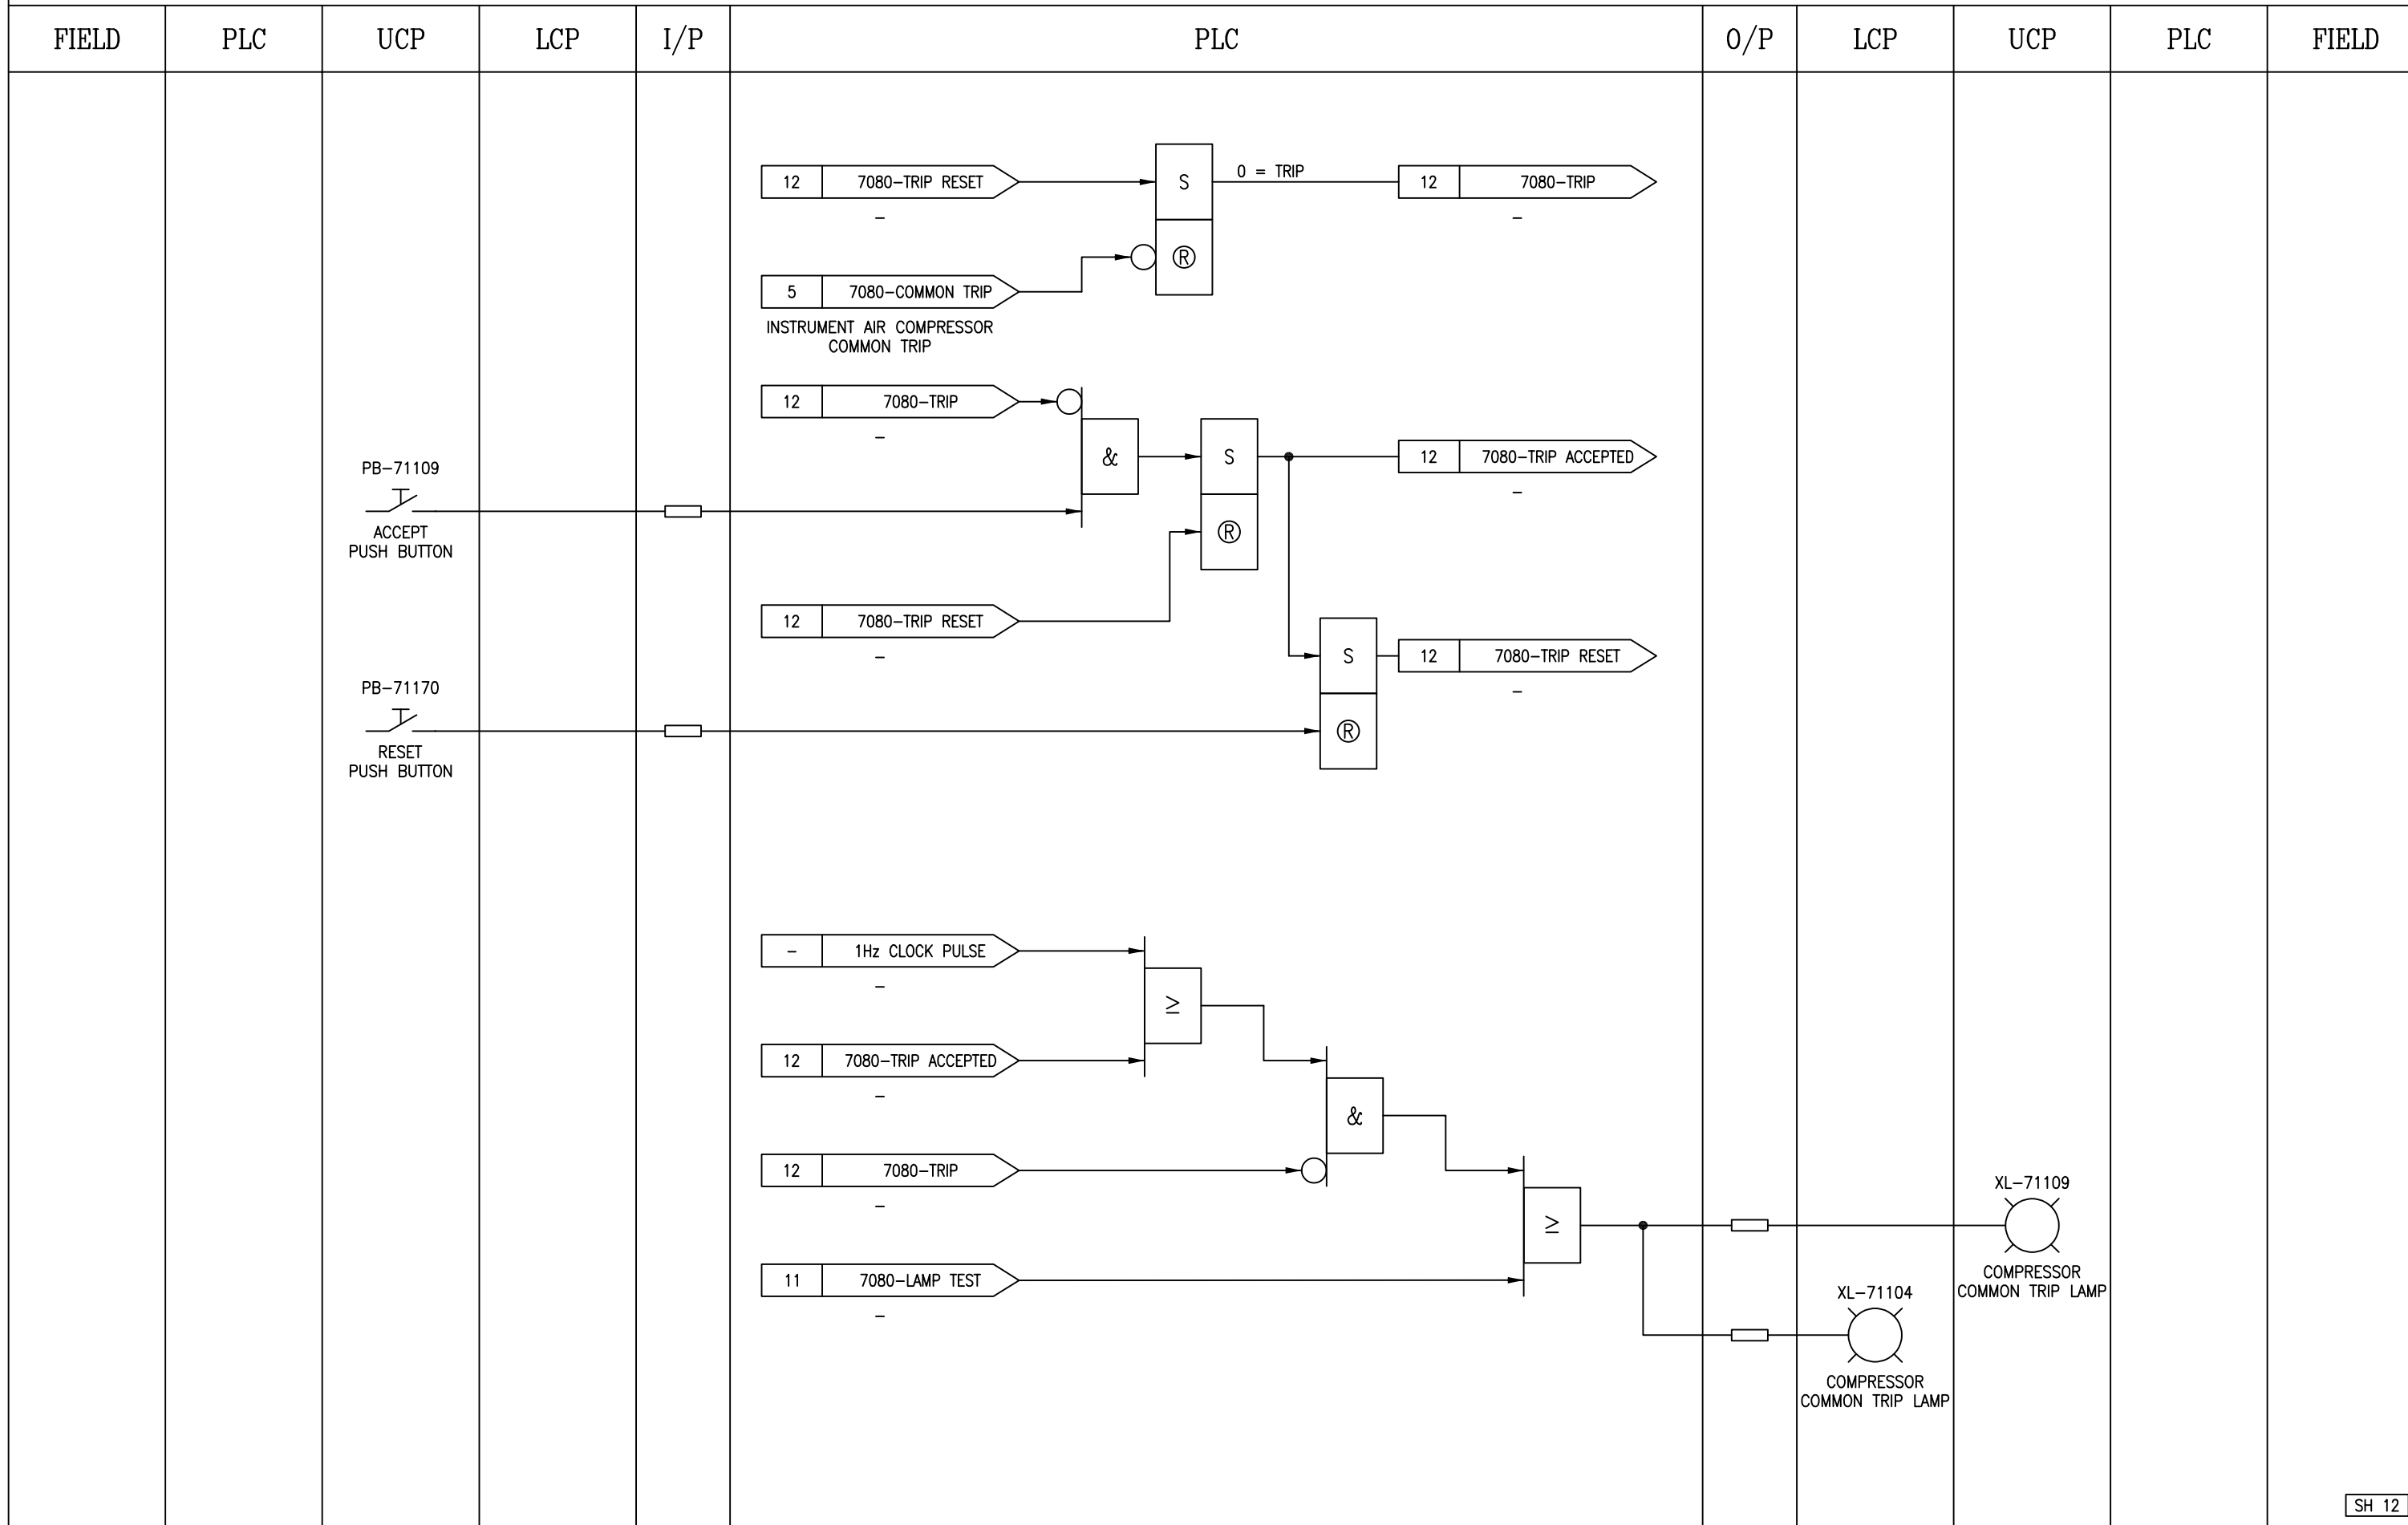 FIELD
PLC
UCP
LCP
I/P
PLC
O/P
LCP
UCP
PLC
FIELD
12 7080-TRIP RESET
-
S
0 = TRIP
12 7080-TRIP
-
Ⓡ
5 7080-COMMON TRIP
INSTRUMENT AIR COMPRESSOR
COMMON TRIP
12 7080-TRIP
-
&
S
12 7080-TRIP ACCEPTED
-
PB-71109
ACCEPT
PUSH BUTTON
Ⓡ
12 7080-TRIP RESET
-
S
12 7080-TRIP RESET
-
PB-71170
RESET
PUSH BUTTON
Ⓡ
- 1Hz CLOCK PULSE
-
≥
12 7080-TRIP ACCEPTED
-
&
12 7080-TRIP
-
≥
XL-71109
COMPRESSOR
COMMON TRIP LAMP
11 7080-LAMP TEST
-
XL-71104
COMPRESSOR
COMMON TRIP LAMP
SH 12